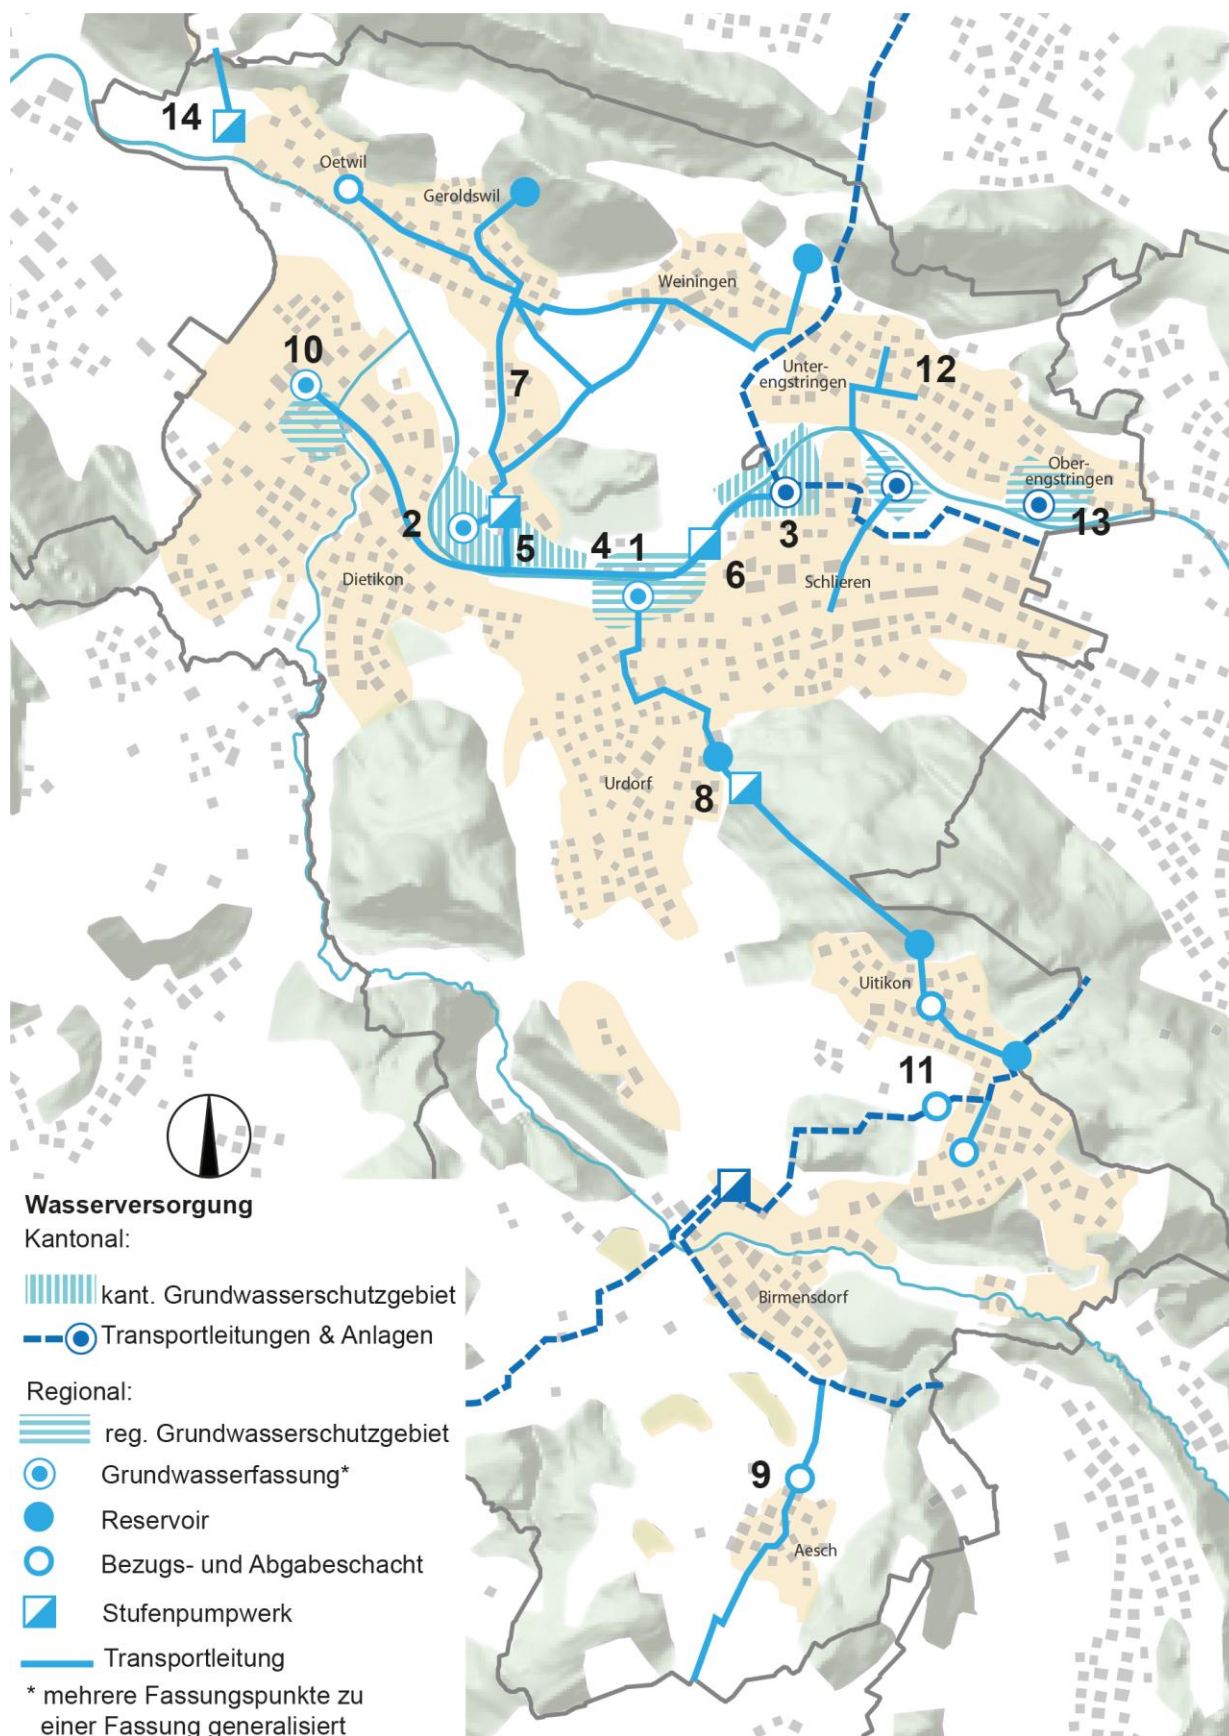 14
Oetwil
Geroldswil
Weiningen
10
7
Unter-
engstringen
12
Ober-
engstringen
13
2
5
4
1
3
6
Dietikon
Schlieren
Urdorf
8
Uitikon
11
Wasserversorgung
Kantonal:
kant. Grundwasserschutzgebiet
Transportleitungen & Anlagen
Birmensdorf
Regional:
reg. Grundwasserschutzgebiet
Grundwasserfassung*
9
Reservoir
Aesch
Bezugs- und Abgabeschacht
Stufenpumpwerk
Transportleitung
* mehrere Fassungspunkte zu
einer Fassung generalisiert